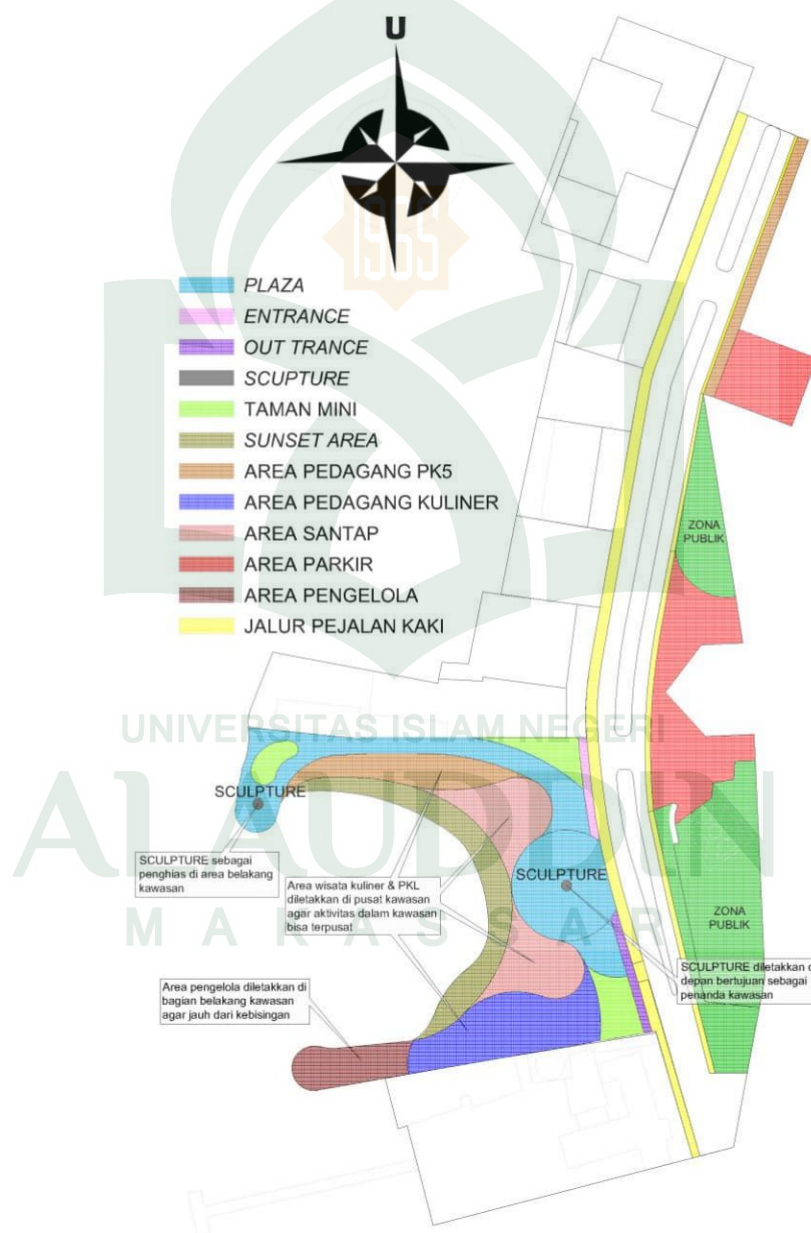 U
1965
PLAZA
ENTRANCE
OUT TRANCE
SCUPTURE
TAMAN MINI
SUNSET AREA
AREA PEDAGANG PK5
AREA PEDAGANG KULINER
AREA SANTAP
AREA PARKIR
AREA PENGELOLA
JALUR PEJALAN KAKI
ZONA
PUBLIK
UNIVERSITAS ISLAM NEGERI
ALAUDDIN
MAKASSAR
SCULPTURE
SCULPTURE sebagai
penghias di area belakang
kawasan
Area wisata kuliner & PKL
diletakkan di pusat kawasan
agar aktivitas dalam kawasan
bisa terpusat
SCULPTURE
ZONA
PUBLIK
SCULPTURE diletakkan d
depan bertujuan sebagai
penanda kawasan
Area pengelola diletakkan di
bagian belakang kawasan
agar jauh dari kebisingan